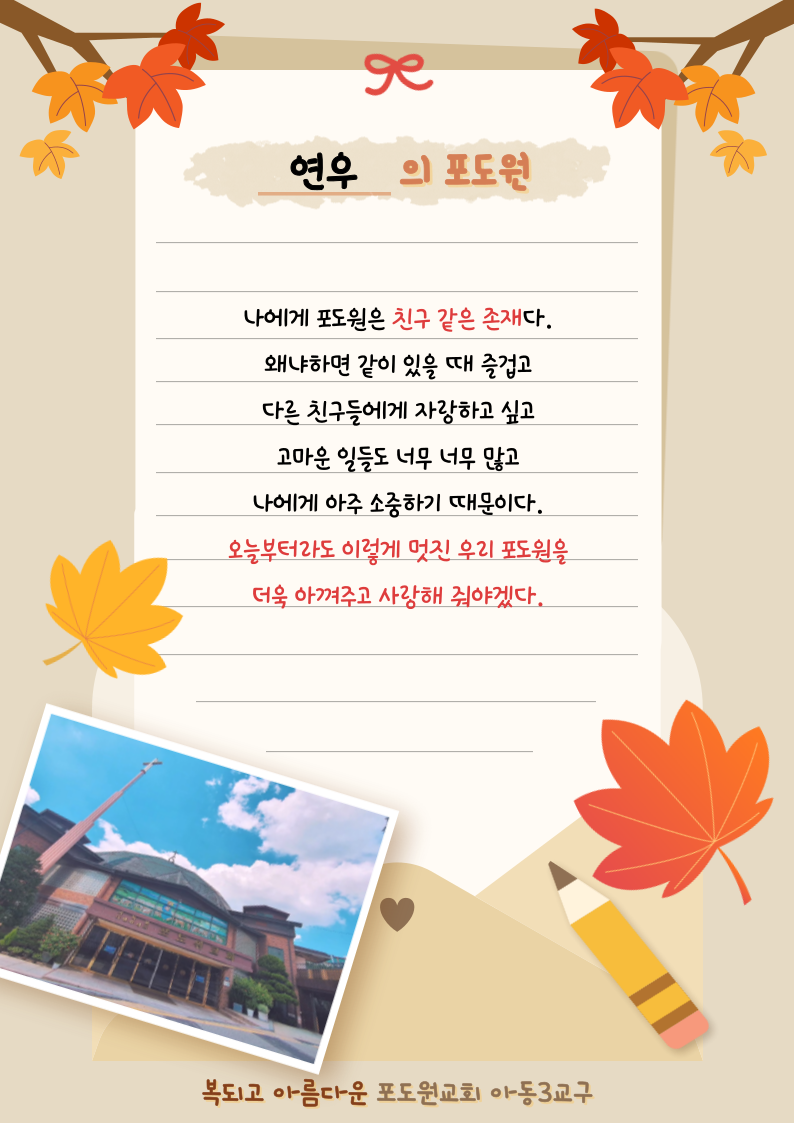 연우 의 포도원
나에게 포도원은 친구 같은 존재다.
왜냐하면 같이 있을 때 즐겁고
다른 친구들에게 자랑하고 싶고
고마운 일들도 너무 너무 많고
나에게 아주 소중하기 때문이다.
오늘부터라도 이렇게 멋진 우리 포도원을
더욱 아껴주고 사랑해 줘야겠다.
복되고 아름다운 포도원교회 아동3교구